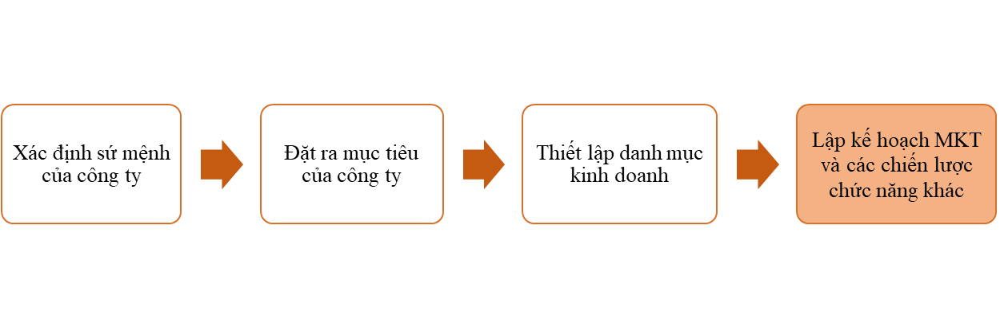 Xác định sứ mệnh
của công ty
Đặt ra mục tiêu
của công ty
Thiết lập danh mục
kinh doanh
Lập kế hoạch MKT
và các chiến lược
chức năng khác